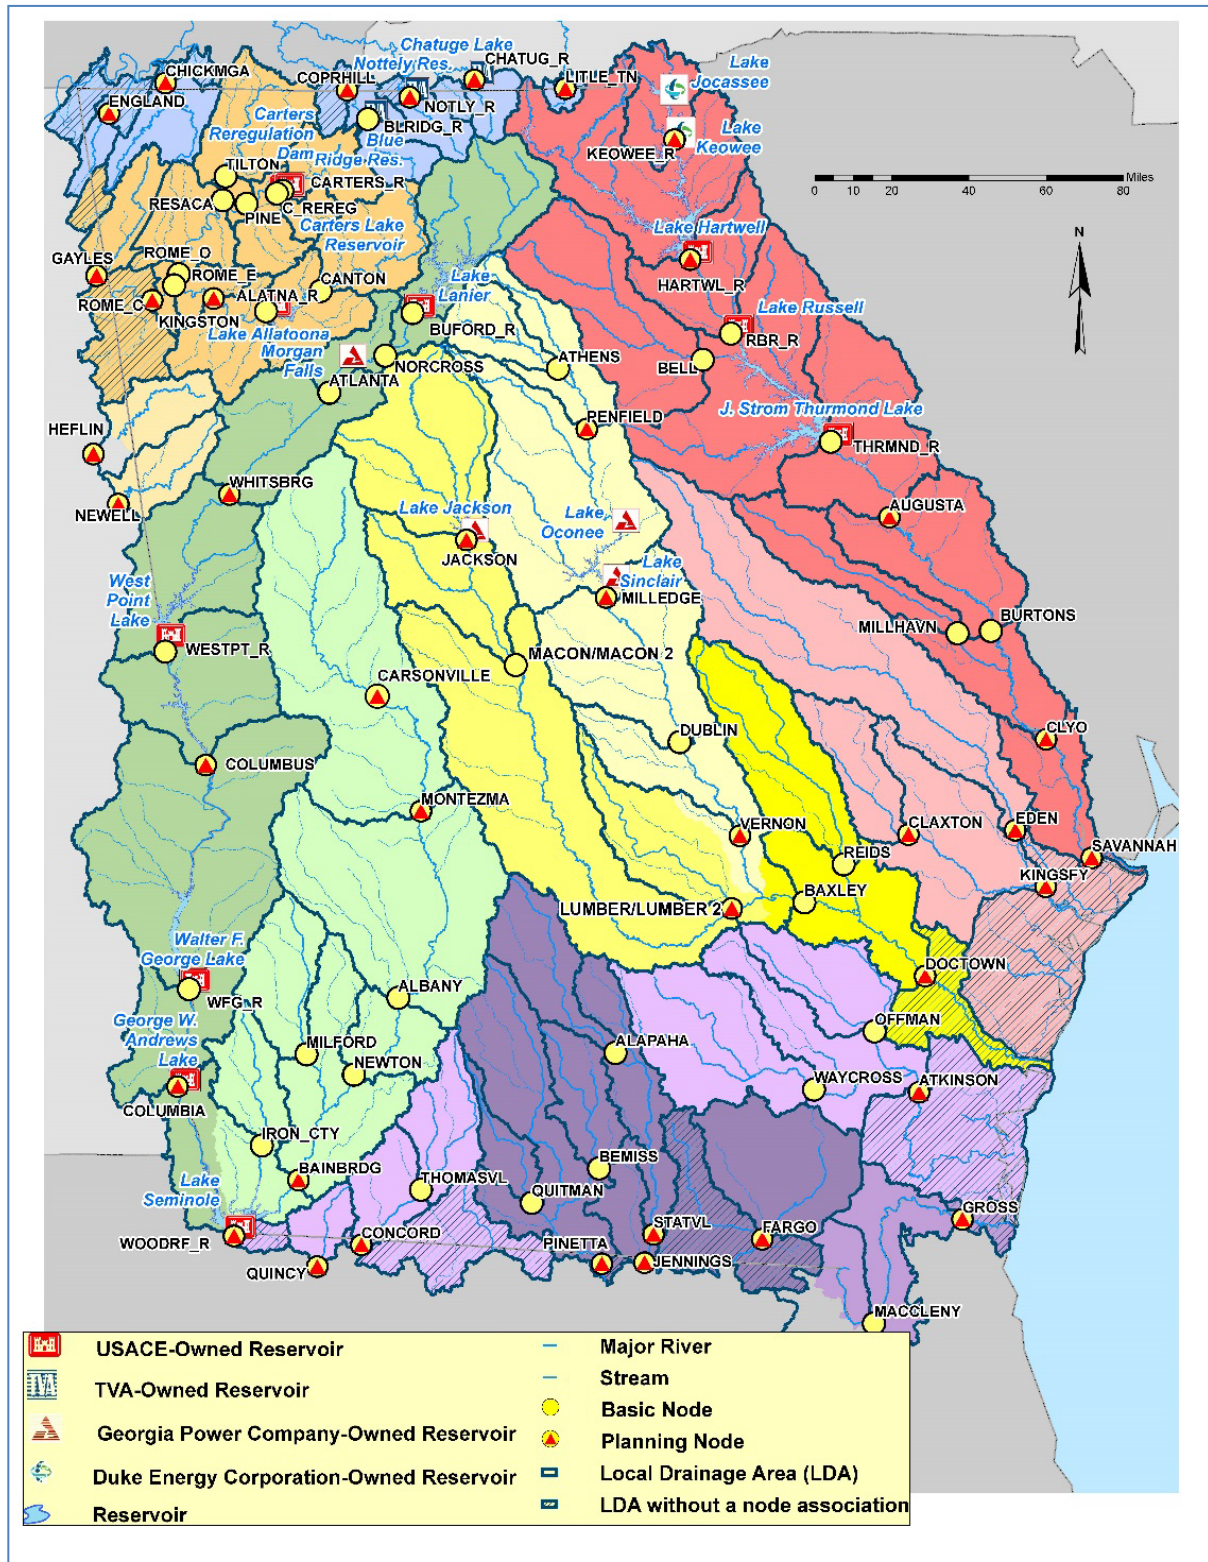 Chatuge Lake
Nottely Res.
CHATUG_R
CHICKMGA
COPRHILL
LITLE_TN
Lake
Jocassee
ENGLAND
NOTLY_R
Carters
Reregulation
Dam
BLRIDG_R
Blue
Ridge Res.
KEOWEE_R
Lake
Keowee
TILTON
CARTERS_R
RESACA
PINE
C_REREG
Carters Lake
Reservoir
0 10 20 40 60 80
Miles
N
GAYLES
ROME_O
ROME_E
CANTON
Lake Hartwell
HARTWL_R
ROME_C
ALATNA_R
KINGSTON
Lake
Lanier
BUFORD_R
Lake Allatoona
Morgan
Falls
Lake Russell
RBR_R
NORCROSS
ATHENS
BELL
ATLANTA
J. Strom Thurmond Lake
PENFIELD
HEFLIN
THRMND_R
WHITSBRG
NEWELL
Lake Jackson
Lake
Oconee
AUGUSTA
JACKSON
Lake
Sinclair
West
Point
Lake
MILLEDGE
WESTPT_R
MACON/MACON 2
MILLHAVN
BURTONS
CARSONVILLE
DUBLIN
CLYO
COLUMBUS
MONTEZMA
VERNON
CLAXTON
EDEN
REIDS
SAVANNAH
KINGSFY
BAXLEY
LUMBER/LUMBER 2
Walter F.
George Lake
DOCTOWN
WFG_R
ALBANY
OFFMAN
George W.
Andrews
Lake
MILFORD
ALAPAHA
NEWTON
WAYCROSS
ATKINSON
COLUMBIA
IRON_CTY
BEMISS
BAINBRDG
THOMASVL
QUITMAN
Lake
Seminole
GROSS
WOODRF_R
CONCORD
STATVL
FARGO
QUINCY
PINETTA
JENNINGS
MACCLENY
USACE-Owned Reservoir
TVA-Owned Reservoir
Georgia Power Company-Owned Reservoir
Duke Energy Corporation-Owned Reservoir
Reservoir
Major River
Stream
Basic Node
Planning Node
Local Drainage Area (LDA)
LDA without a node association